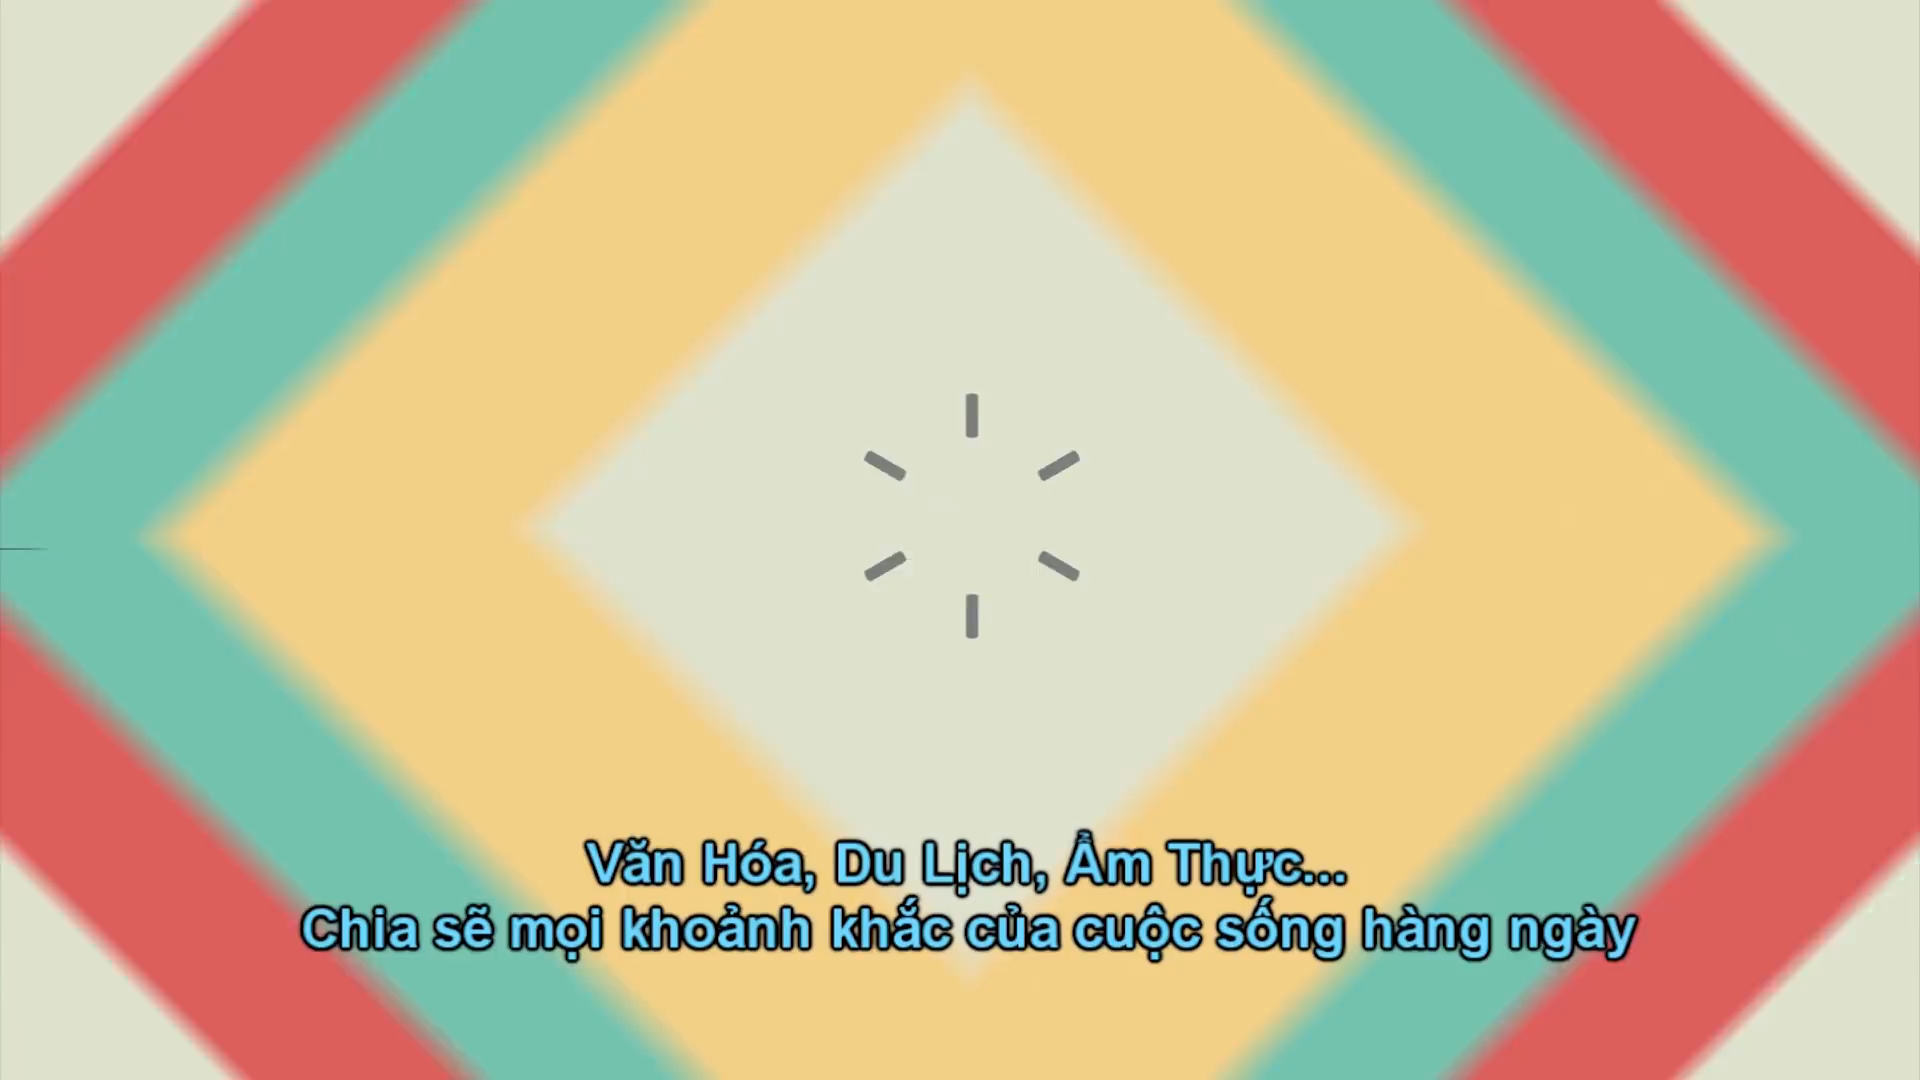 Văn Hóa, Du Lịch, Ẩm Thực...
Chia sẽ mọi khoảnh khắc của cuộc sống hàng ngày